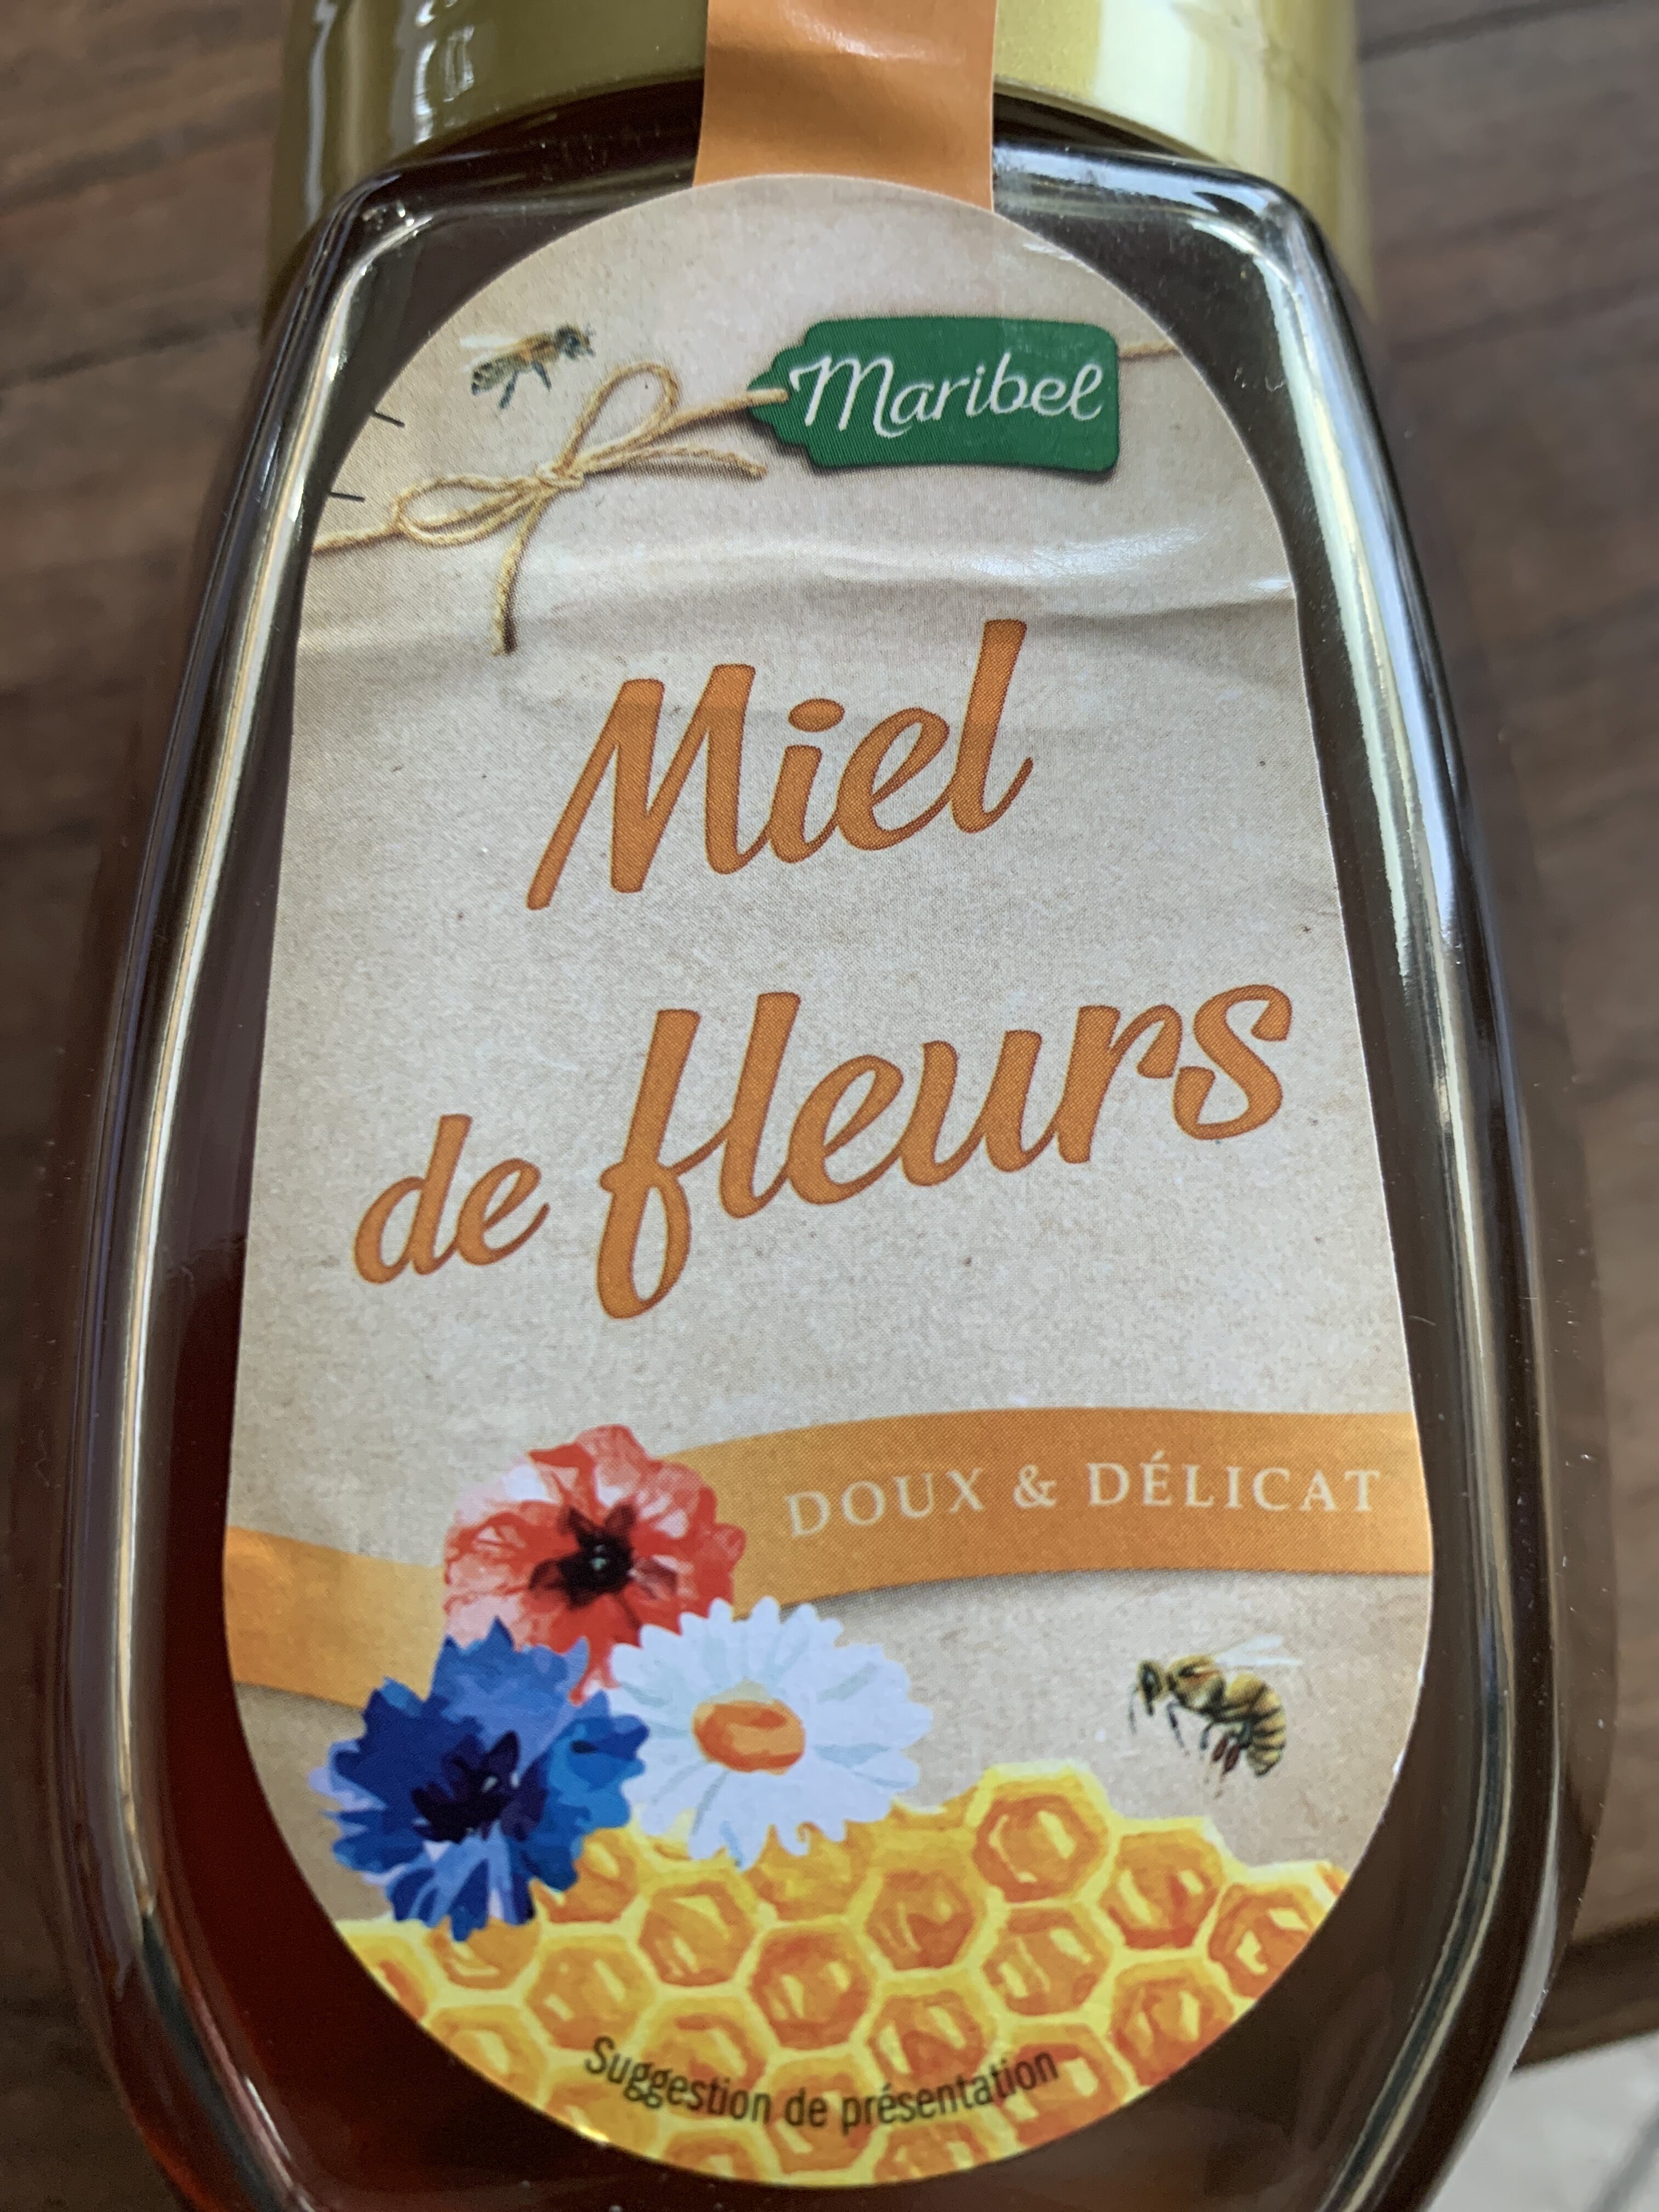 Maribel
Miel
de fleurs
DOUX & DÉLICAT
Suggestion de présentation